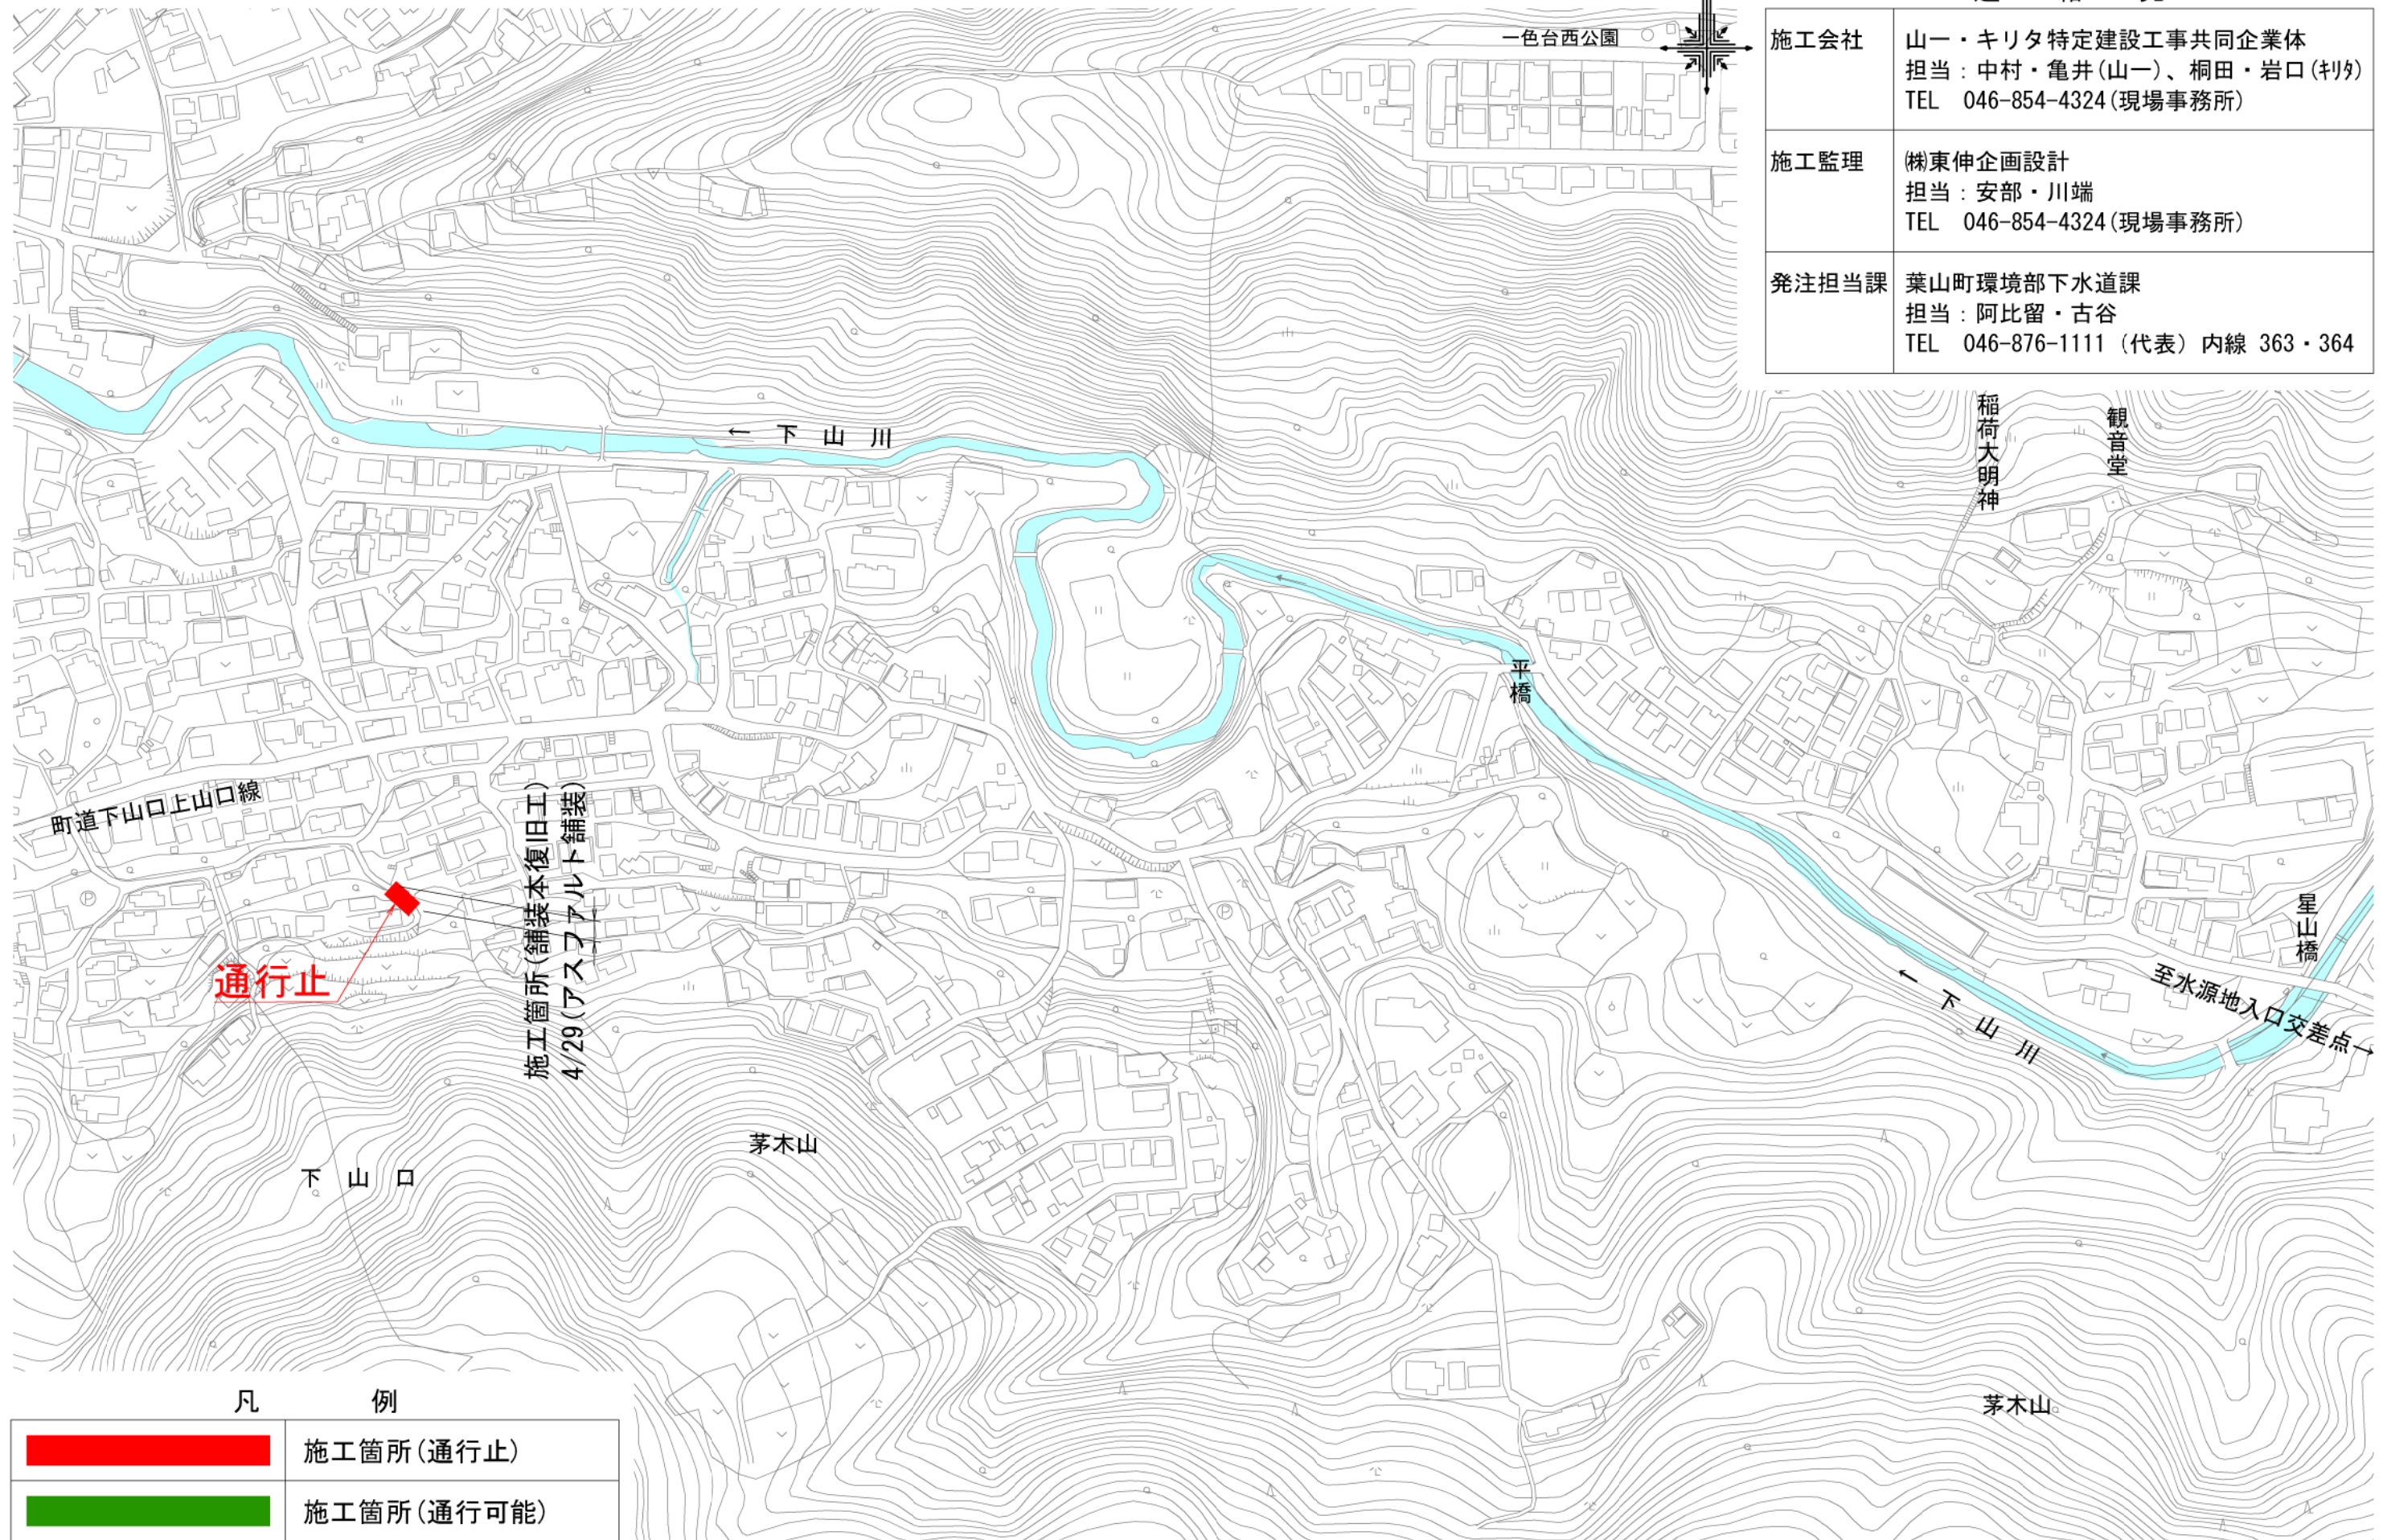 一色台西公園
施工会社
山一・キリタ特定建設工事共同企業体
担当：中村・亀井(山一)、桐田・岩口(ｷﾘﾀ)
TEL 046-854-4324(現場事務所)
施工監理
㈱東伸企画設計
担当：安部・川端
TEL 046-854-4324(現場事務所)
発注担当課
葉山町環境部下水道課
担当：阿比留・古谷
TEL 046-876-1111（代表）内線 363・364
稲荷大明神
観音堂
← 下山川
平橋
町道下山口上山口線
施工箇所(舗装本復旧工)
4/29(アスファルト舗装)
通行止
星山橋
至水源地入口交差点→
← 下山川
Ⓟ
Ⓟ
茅木山
下山口
茅木山
凡例
施工箇所(通行止)
施工箇所(通行可能)